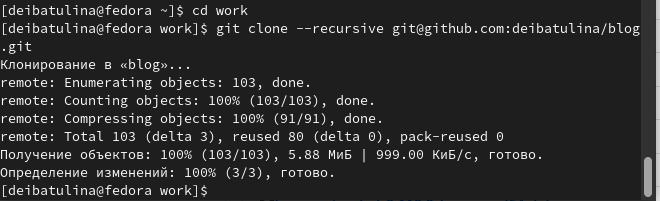 [deibatulina@fedora ~]$ cd work
[deibatulina@fedora work]$ git clone --recursive git@github.com:deibatulina/blog
.git
Клонирование в «blog»...
remote: Enumerating objects: 103, done.
remote: Counting objects: 100% (103/103), done.
remote: Compressing objects: 100% (91/91), done.
remote: Total 103 (delta 3), reused 80 (delta 0), pack-reused 0
Получение объектов: 100% (103/103), 5.88 МиБ | 999.00 КиБ/с, готово.
Определение изменений: 100% (3/3), готово.
[deibatulina@fedora work]$